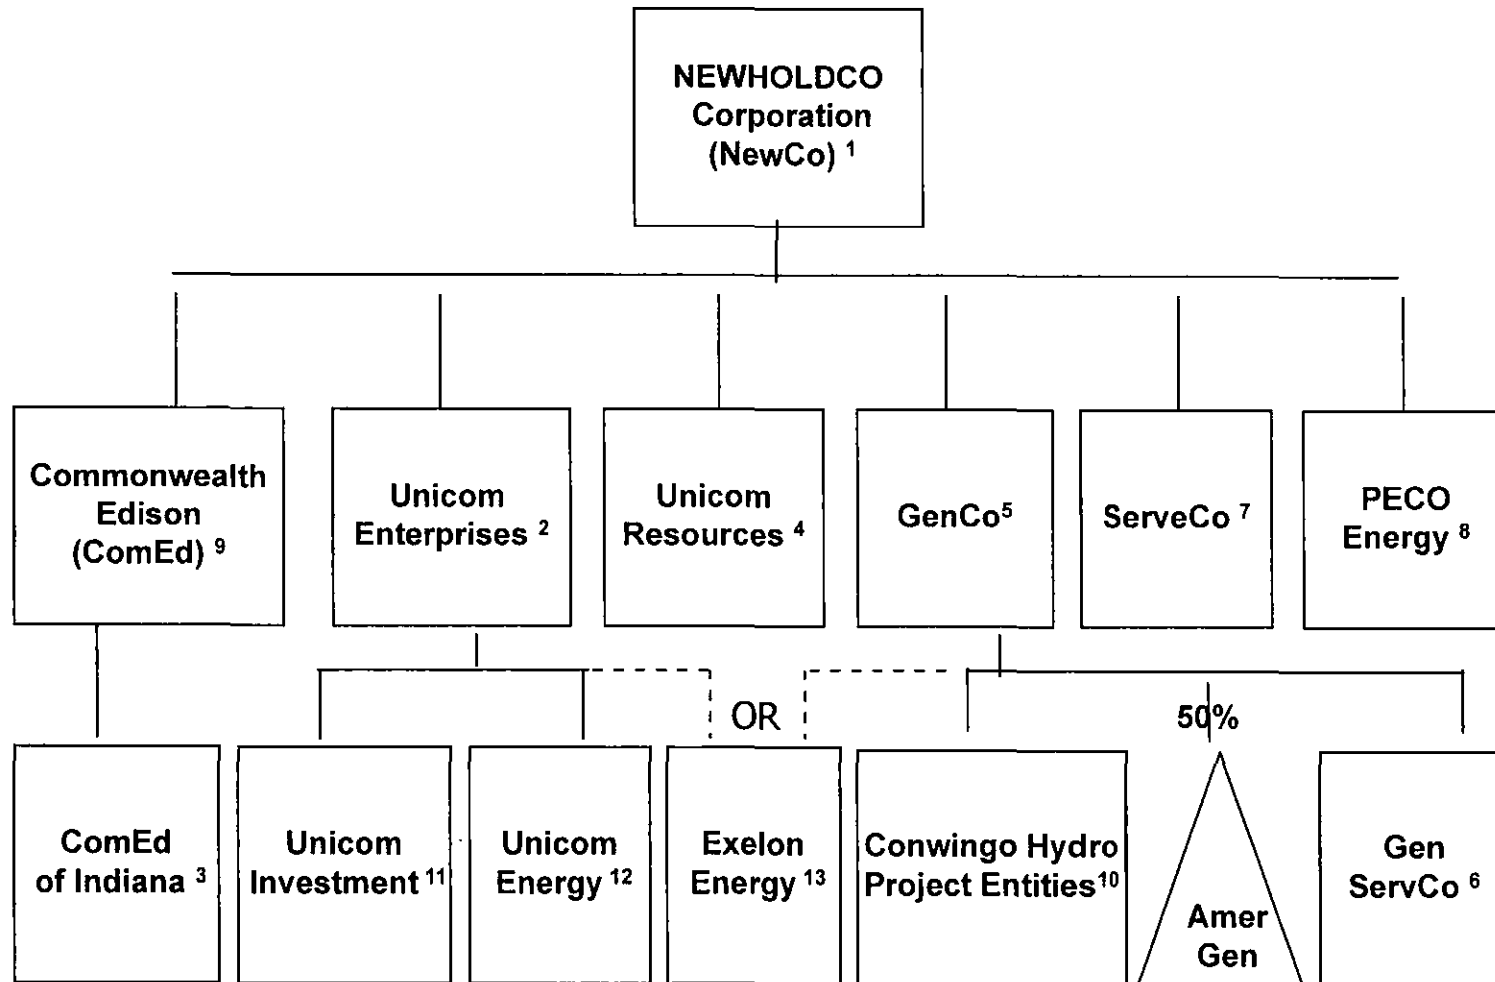 NEWHOLDCO
Corporation
(NewCo) 1
Commonwealth
Edison
(ComEd) 9
Unicom
Enterprises 2
Unicom
Resources 4
GenCo5
ServeCo 7
PECO
Energy 8
OR
50%
ComEd
of Indiana 3
Unicom
Investment 11
Unicom
Energy 12
Exelon
Energy 13
Conwingo Hydro
Project Entities10
Amer
Gen
Gen
ServCo 6